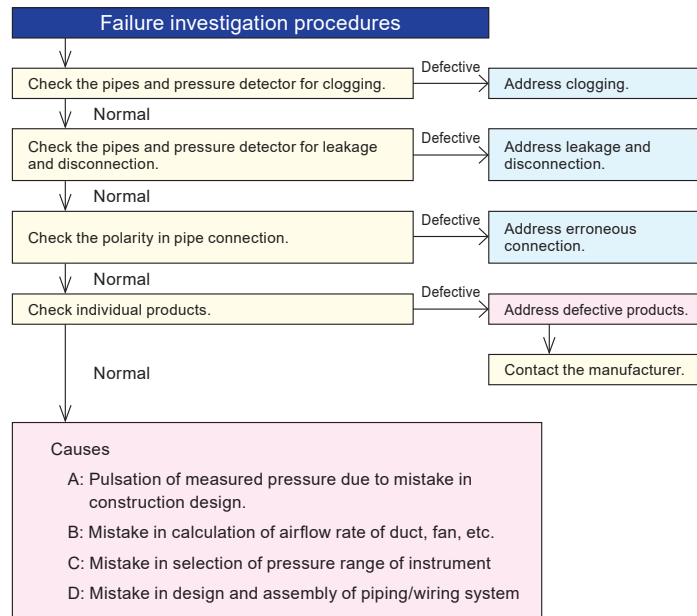 Failure investigation procedures
Check the pipes and pressure detector for clogging.
Defective
Address clogging.
Normal
Check the pipes and pressure detector for leakage
and disconnection.
Defective
Address leakage and
disconnection.
Normal
Check the polarity in pipe connection.
Defective
Address erroneous
connection.
Normal
Check individual products.
Defective
Address defective products.
Normal
Contact the manufacturer.
Causes
A: Pulsation of measured pressure due to mistake in
construction design.
B: Mistake in calculation of airflow rate of duct, fan, etc.
C: Mistake in selection of pressure range of instrument
D: Mistake in design and assembly of piping/wiring system